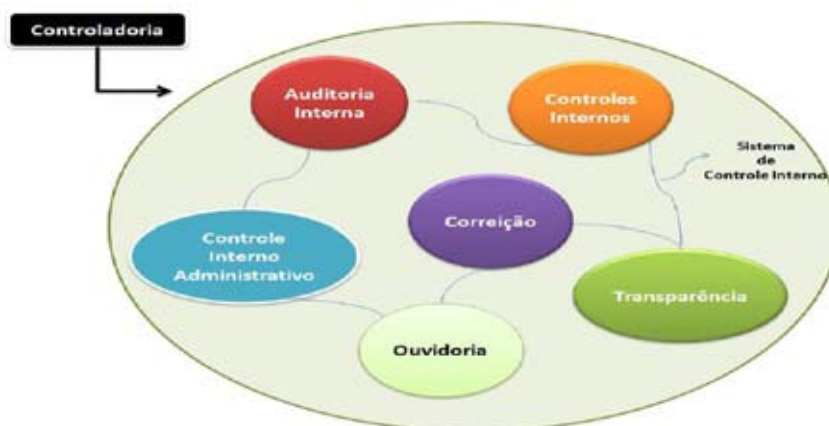 Controladoria
Auditoria
Interna
Controles
Internos
Sistema
de
Controle Interno
Correição
Controle
Interno
Administrativo
Transparência
Ouvidoria